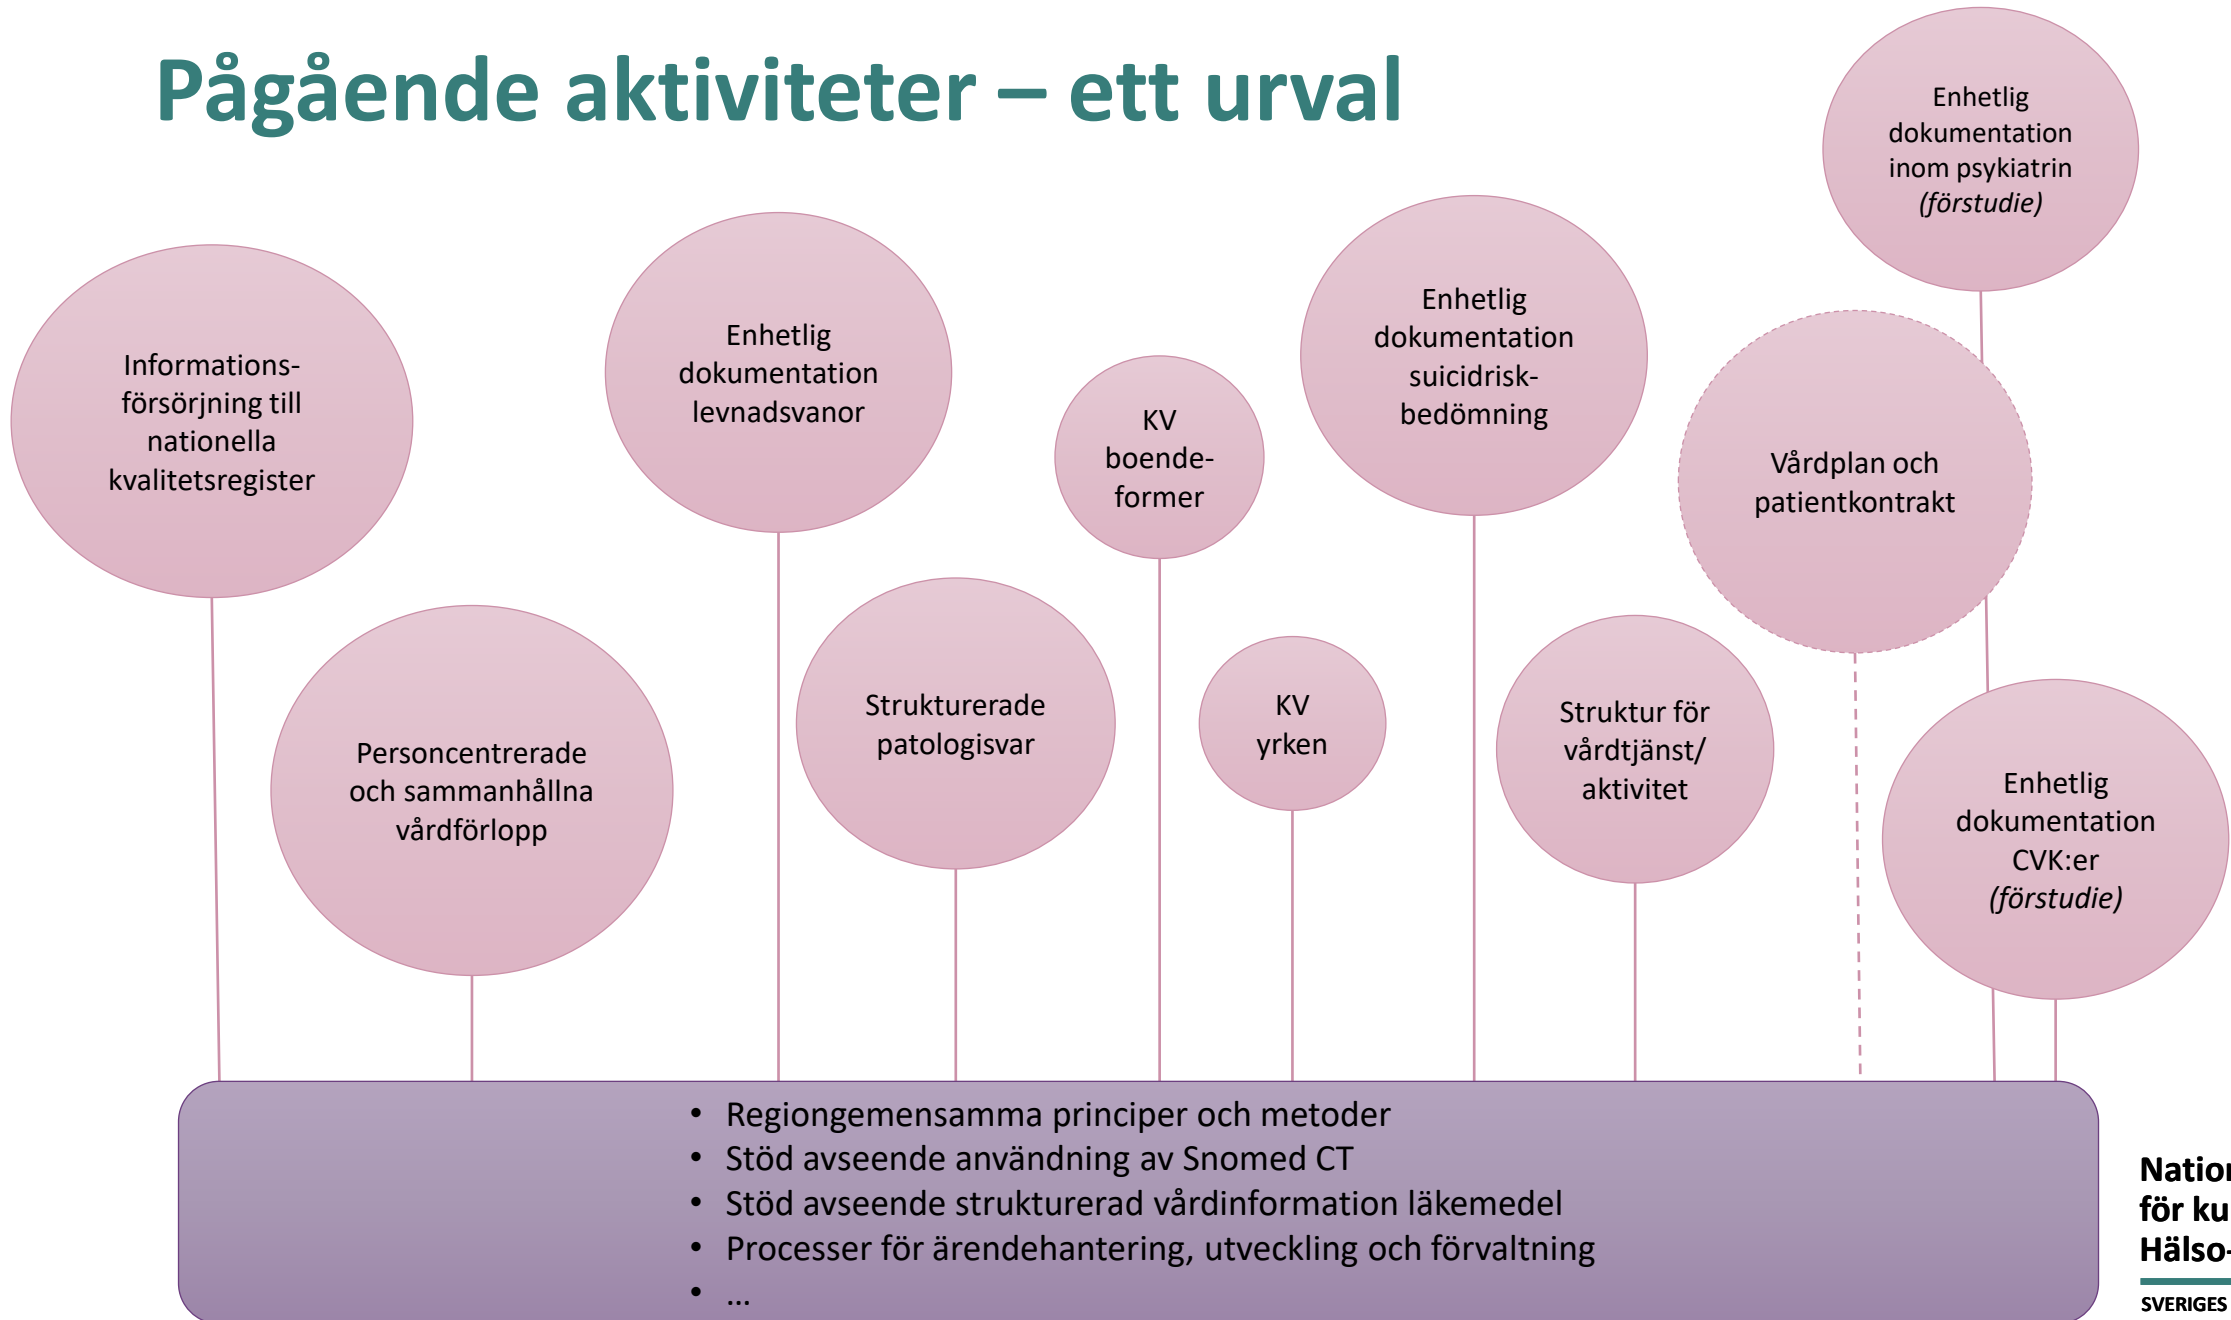 Pågående aktiviteter – ett urval
Enhetlig
dokumentation
inom psykiatrin
(förstudie)
Informations-
försörjning till
nationella
kvalitetsregister
Enhetlig
dokumentation
levnadsvanor
KV
boende-
former
Enhetlig
dokumentation
suicidrisk-
bedömning
Vårdplan och
patientkontrakt
Personcentrerade
och sammanhållna
vårdförlopp
Strukturerade
patologisvar
KV
yrken
Struktur för
vårdtjänst/
aktivitet
Enhetlig
dokumentation
CVK:er
(förstudie)
• Regiongemensamma principer och metoder
• Stöd avseende användning av Snomed CT
• Stöd avseende strukturerad vårdinformation läkemedel
• Processer för ärendehantering, utveckling och förvaltning
• ...
för
Hälso-
SVERIGES